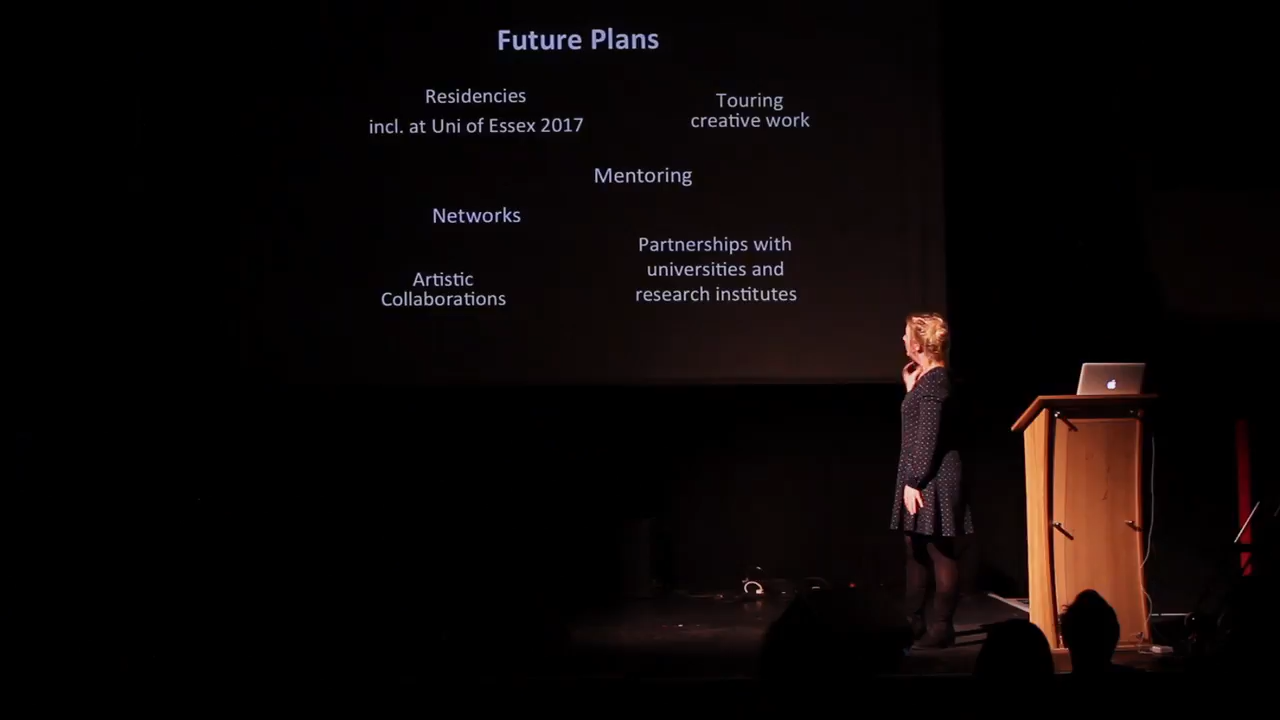 Future Plans
Residencies
incl. at Uni of Essex 2017
Touring
creative work
Mentoring
Networks
Partnerships with
universities and
research institutes
Artistic
Collaborations